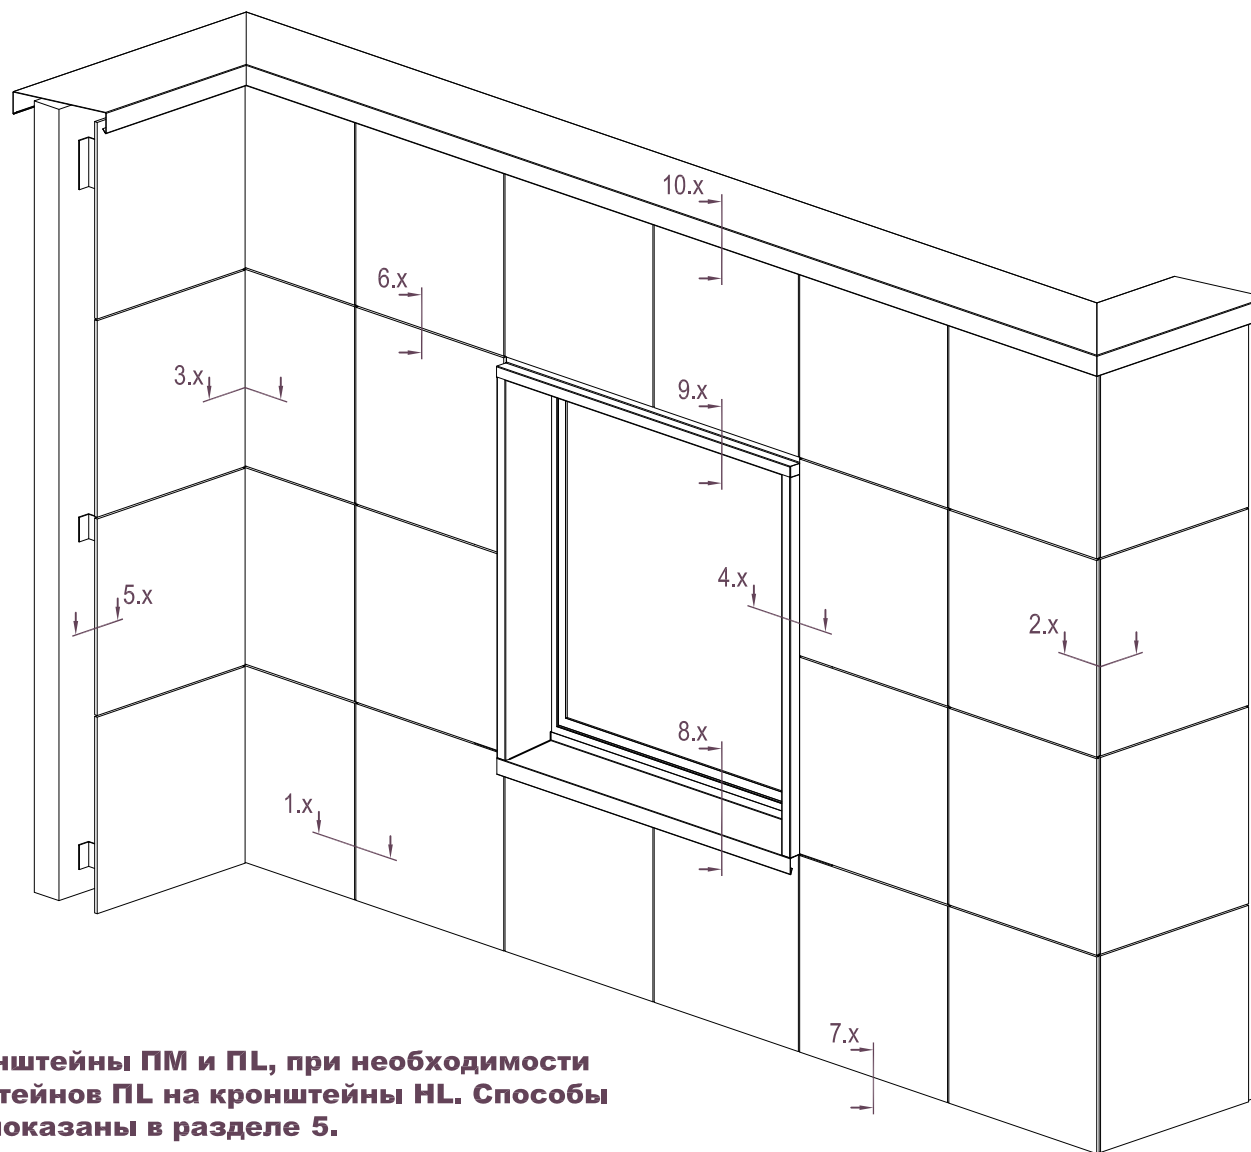 10.x
6.x
3.x
9.x
5.x
4.x
2.x
8.x
1.x
7.x
нштейны ПМ и ПL, при необходимости
тейнов ПL на кронштейны HL. Способы
показаны в разделе 5.